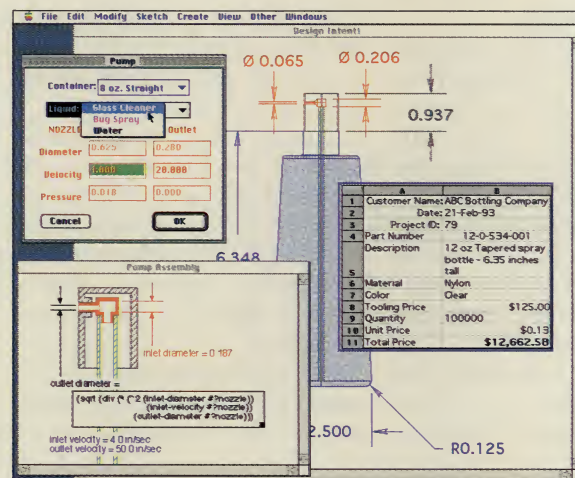 File Edit Modify Sketch Create View Other Windows
Design Intent1
Pump
Container: 8 oz. Straight
Liquid: Glass Cleaner
Bug Spray
Water
NOZZLE
Outlet
Diameter 0.625 0.200
Velocity 20.000
Pressure 0.010 0.000
Cancel OK
Ø 0.065
Ø 0.206
0.937
6.348
A B
1 Customer Name: ABC Bottling Company
2 Date: 21-Feb-93
3 Project ID: 79
4 Part Number 12-0-534-001
5 Description 12 oz Tapered spray
bottle - 6.35 inches
tall
6 Material Nylon
7 Color Clear
8 Tooling Price $125.00
9 Quantity 100000
10 Unit Price $0.13
11 Total Price $12,662.58
Pump Assembly
inlet diameter = 0.187
outlet diameter =
(sqrt (div (* (^2 (inlet-diameter #?nozzle))
(inlet-velocity #?nozzle))
(outlet-diameter #?nozzle)))
inlet velocity = 4.0 in/sec
outlet velocity = 50.0 in/sec
2.500
R0.125